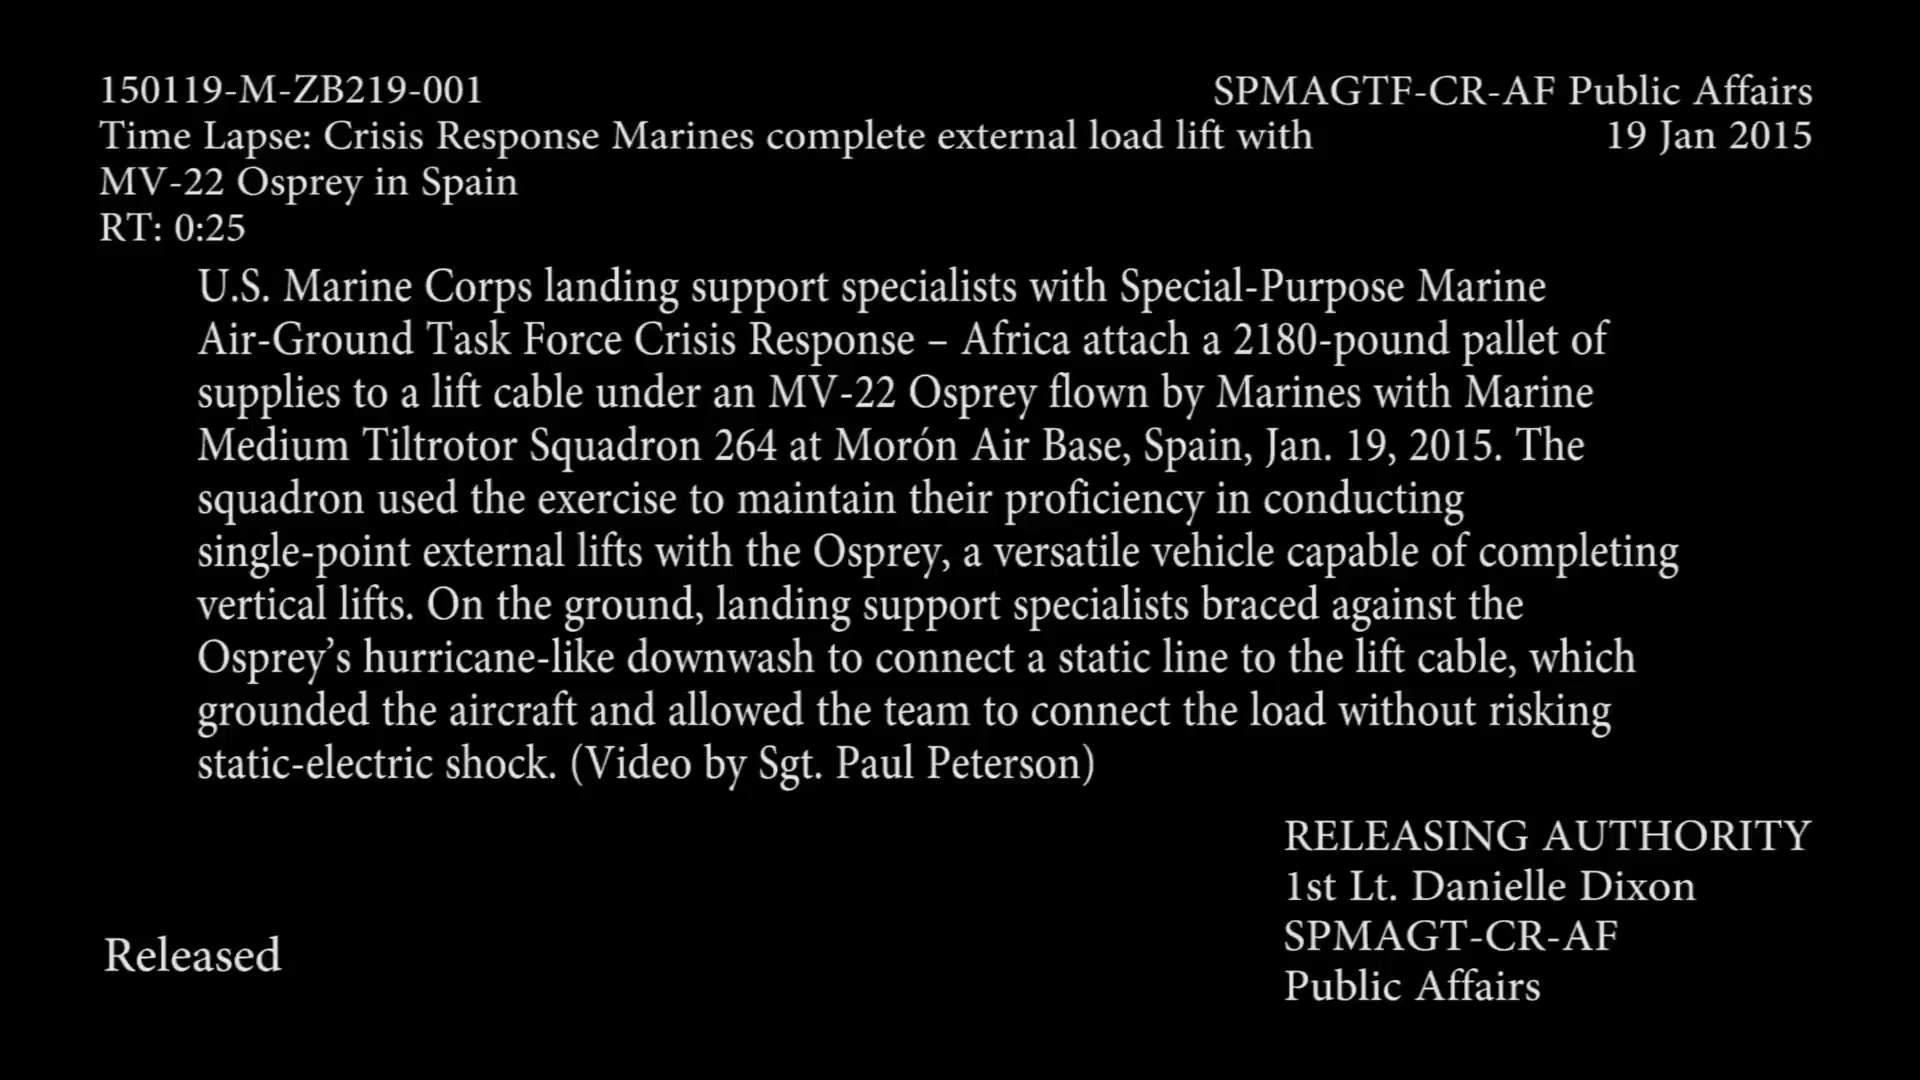 150119-M-ZB219-001
SPMAGTF-CR-AF Public Affairs
Time Lapse: Crisis Response Marines complete external load lift with
19 Jan 2015
MV-22 Osprey in Spain
RT: 0:25
U.S. Marine Corps landing support specialists with Special-Purpose Marine
Air-Ground Task Force Crisis Response – Africa attach a 2180-pound pallet of
supplies to a lift cable under an MV-22 Osprey flown by Marines with Marine
Medium Tiltrotor Squadron 264 at Morón Air Base, Spain, Jan. 19, 2015. The
squadron used the exercise to maintain their proficiency in conducting
single-point external lifts with the Osprey, a versatile vehicle capable of completing
vertical lifts. On the ground, landing support specialists braced against the
Osprey’s hurricane-like downwash to connect a static line to the lift cable, which
grounded the aircraft and allowed the team to connect the load without risking
static-electric shock. (Video by Sgt. Paul Peterson)
RELEASING AUTHORITY
1st Lt. Danielle Dixon
SPMAGT-CR-AF
Public Affairs
Released